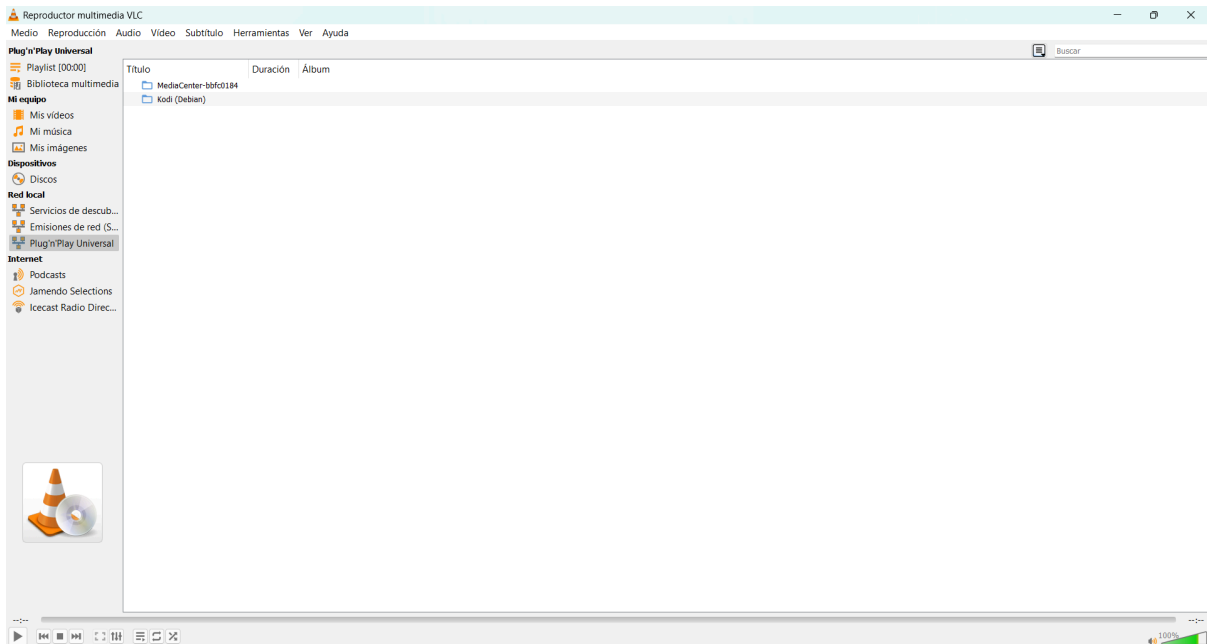 Reproductor multimedia VLC
Medio Reproducción Audio Vídeo Subtítulo Herramientas Ver Ayuda
Plug'n'Play Universal
Buscar
Playlist [00:00]
Biblioteca multimedia
Mi equipo
Mis vídeos
Mi música
Mis imágenes
Dispositivos
Discos
Red local
Servicios de descub...
Emisiones de red (S...
Plug'n'Play Universal
Internet
Podcasts
Jamendo Selections
Icecast Radio Direc...
Título Duración Álbum
MediaCenter-bbfc0184
Kodi (Debian)
--:-- --:--
100%